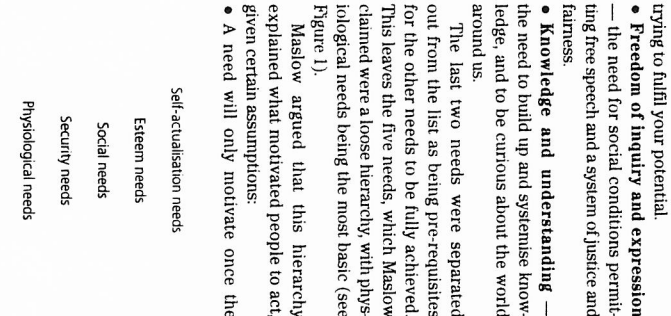 trying to fulfil your potential.
• Freedom of inquiry and expression
— the need for social conditions permit-
ting free speech and a system of justice and
fairness.
• Knowledge and understanding —
the need to build up and systemise know-
ledge, and to be curious about the world
around us.
The last two needs were separated
out from the list as being pre-requisites
for the other needs to be fully achieved.
This leaves the five needs, which Maslow
claimed were a loose hierarchy, with phys-
iological needs being the most basic (see
Figure 1).
Maslow argued that this hierarchy
explained what motivated people to act,
given certain assumptions:
• A need will only motivate once the
Self-actualisation needs
Esteem needs
Social needs
Security needs
Physiological needs